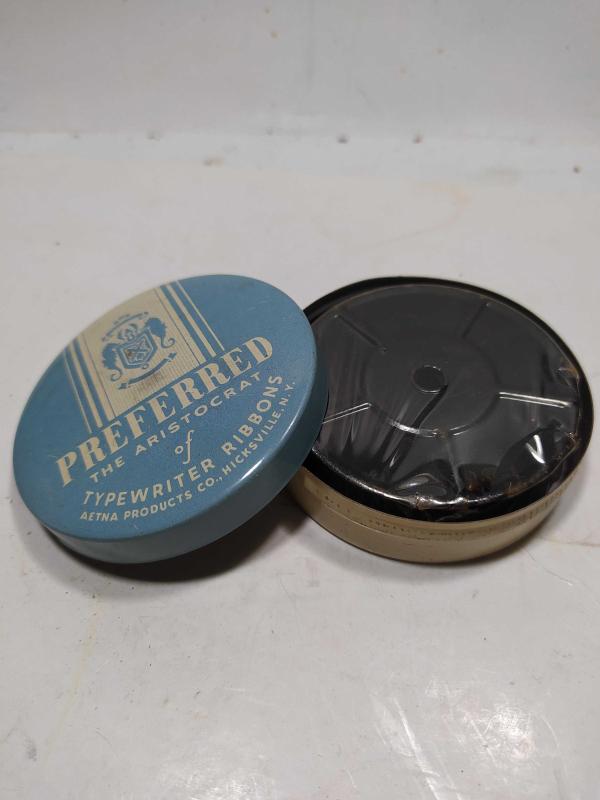 PREFERRED
THE ARISTOCRAT
of
TYPEWRITER RIBBONS
AETNA PRODUCTS CO., HICKSVILLE, N.Y.